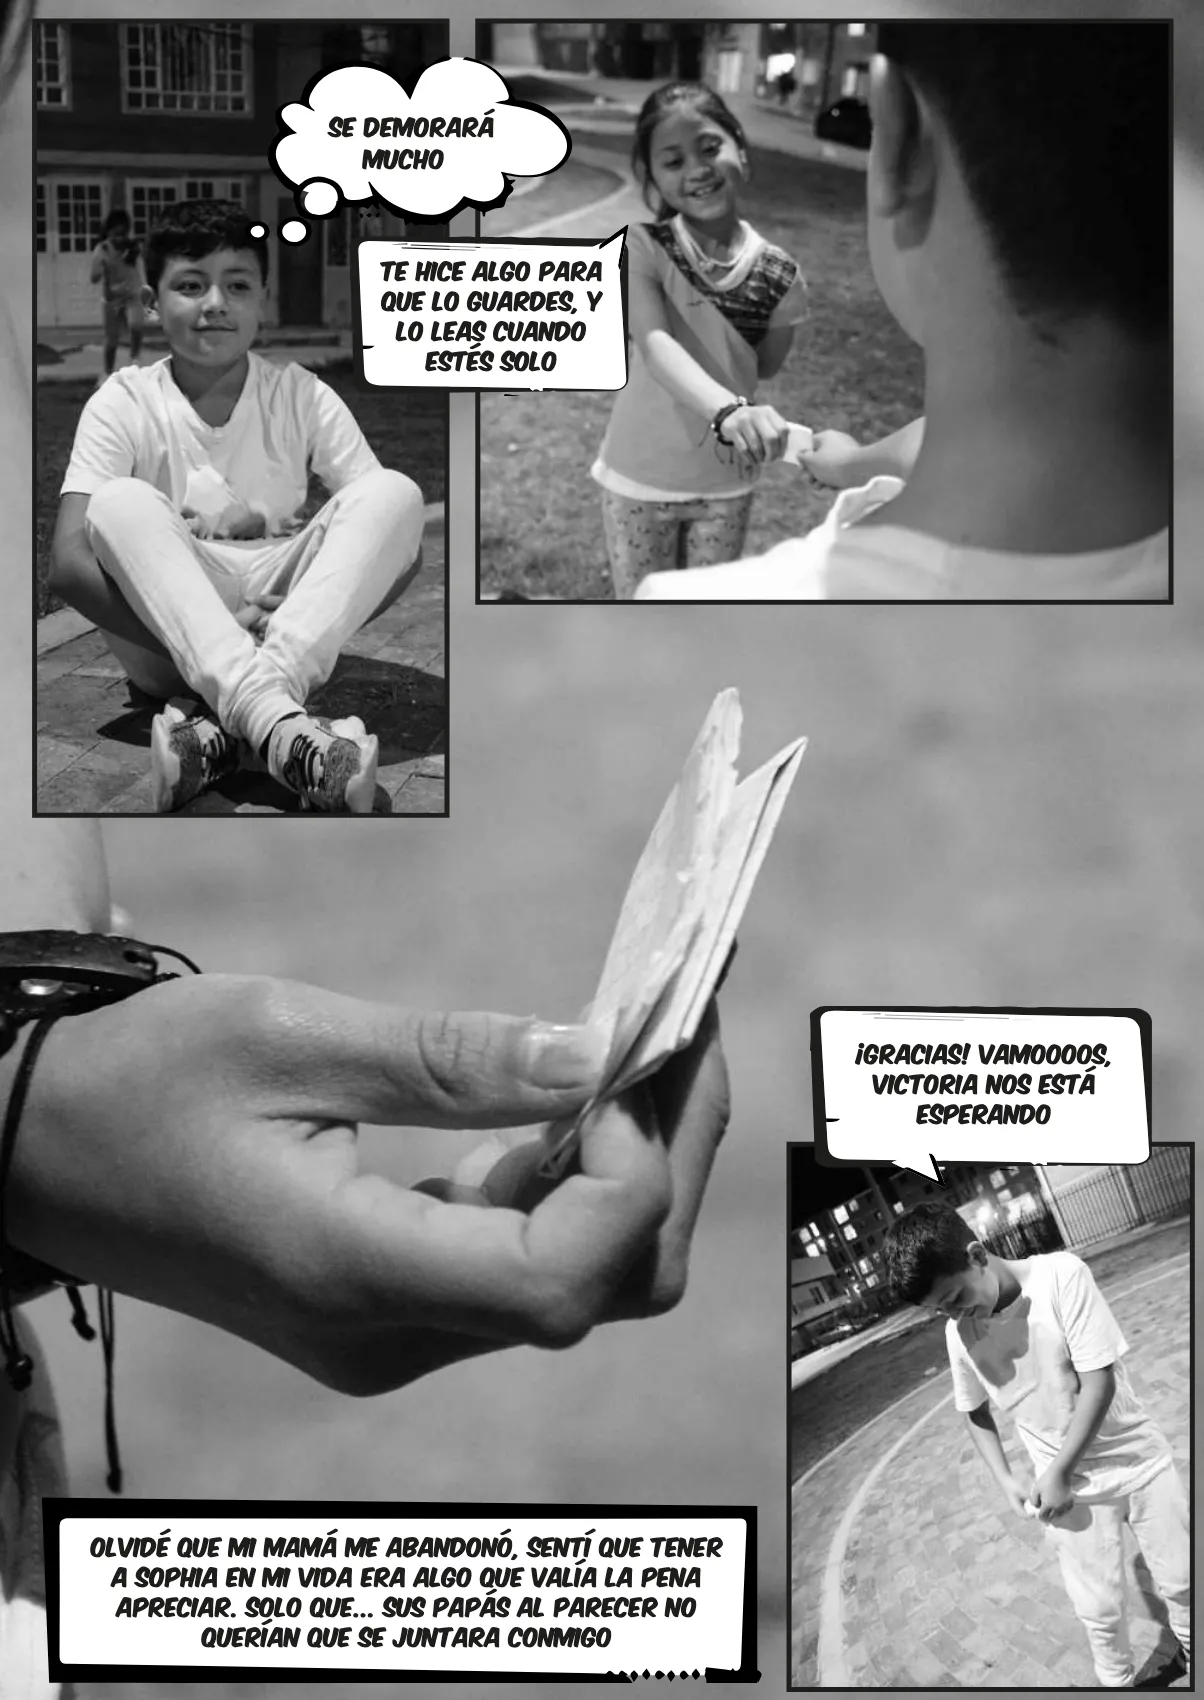 SE DEMORARÁ
MUCHO
TE HICE ALGO PARA
QUE LO GUARDES, Y
LO LEAS CUANDO
ESTÉS SOLO
¡GRACIAS! VAMOOOOS,
VICTORIA NOS ESTÁ
ESPERANDO
OLVIDÉ QUE MI MAMÁ ME ABANDONÓ, SENTÍ QUE TENER
A SOPHIA EN MI VIDA ERA ALGO QUE VALÍA LA PENA
APRECIAR. SOLO QUE... SUS PAPÁS AL PARECER NO
QUERÍAN QUE SE JUNTARA CONMIGO